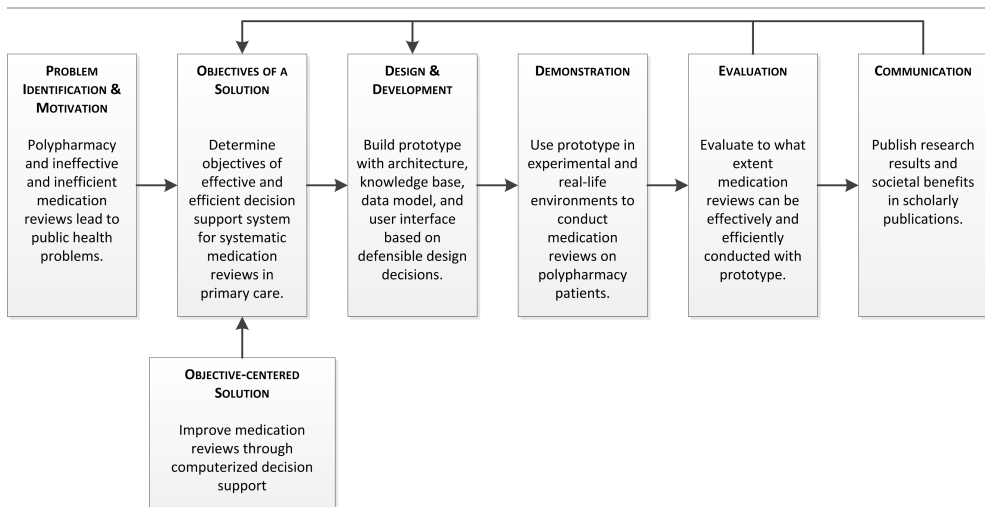 PROBLEM
IDENTIFICATION &
MOTIVATION
Polypharmacy
and ineffective
and inefficient
medication
reviews lead to
public health
problems.
OBJECTIVES OF A
SOLUTION
Determine
objectives of
effective and
efficient decision
support system
for systematic
medication
reviews in
primary care.
DESIGN &
DEVELOPMENT
Build prototype
with architecture,
knowledge base,
data model, and
user interface
based on
defensible design
decisions.
DEMONSTRATION
Use prototype in
experimental and
real-life
environments to
conduct
medication
reviews on
polypharmacy
patients.
EVALUATION
Evaluate to what
extent
medication
reviews can be
effectively and
efficiently
conducted with
prototype.
COMMUNICATION
Publish research
results and
societal benefits
in scholarly
publications.
OBJECTIVE-CENTERED
SOLUTION
Improve medication
reviews through
computerized decision
support